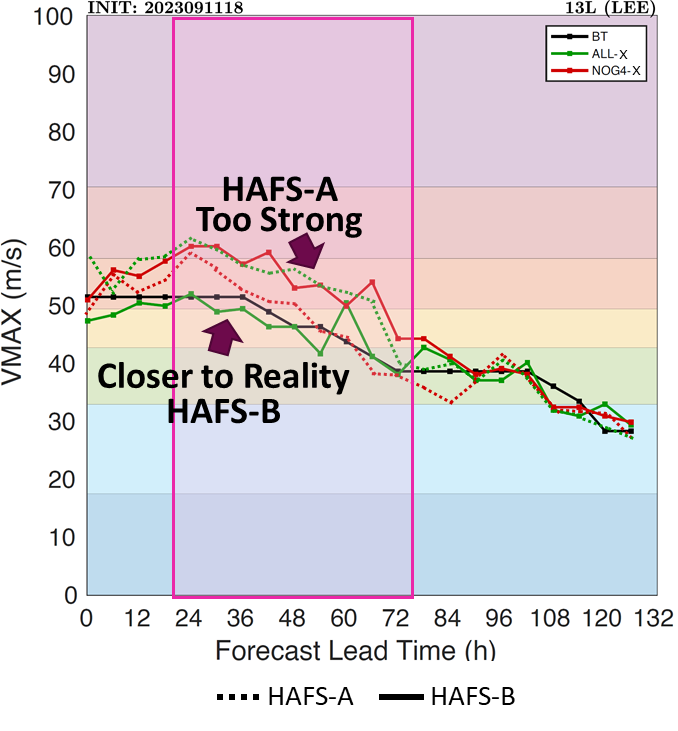 INIT: 2023091118 13L (LEE)
100
90
80
70
60
50
40
30
20
10
0
VMAX (m/s)
BT
ALL-X
NOG4-X
HAFS-A
Too Strong
Closer to Reality
HAFS-B
0 12 24 36 48 60 72 84 96 108 120 132
Forecast Lead Time (h)
HAFS-A HAFS-B